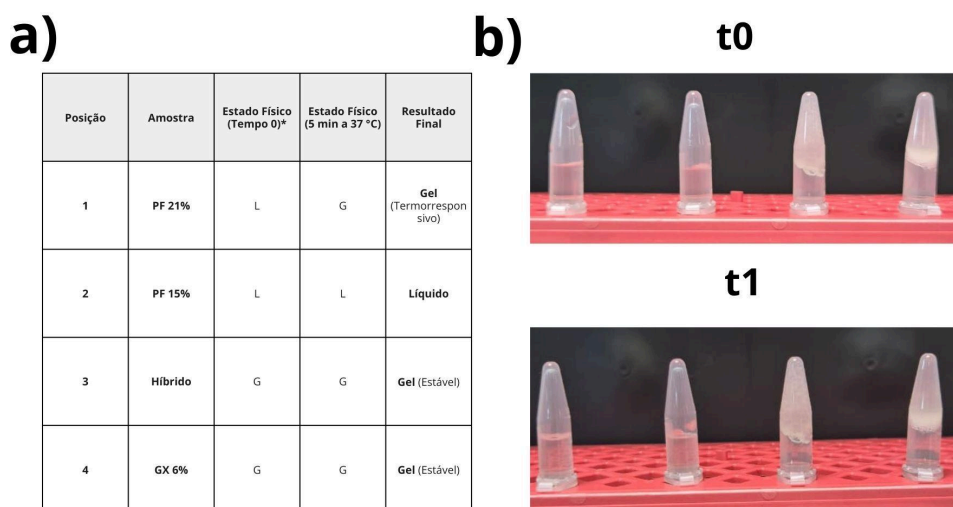 a)
b)
t0
Posição
Amostra
Estado Físico
(Tempo 0)*
Estado Físico
(5 min a 37 °C)
Resultado
Final
1
PF 21%
L
G
Gel
(Termorrespon
sivo)
2
PF 15%
L
L
Líquido
t1
3
Híbrido
G
G
Gel (Estável)
4
GX 6%
G
G
Gel (Estável)